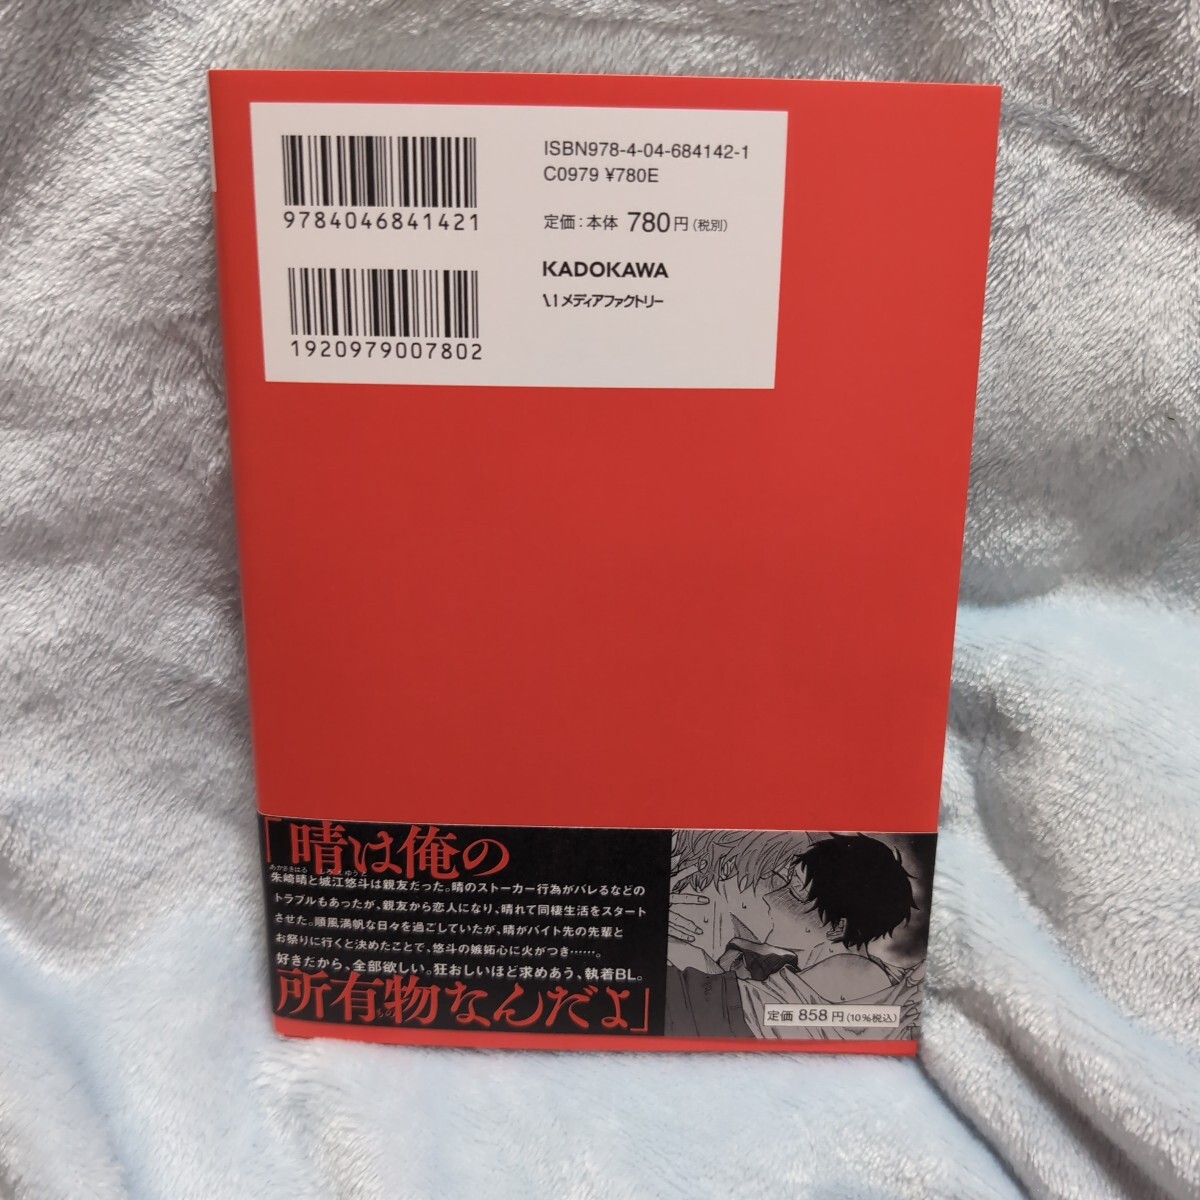 ISBN978-4-04-684142-1
C0979 ¥780E
9784046841421
定価：本体 780円（税別）
KADOKAWA
メディアファクトリー
1920979007802
「晴は俺の
朱崎晴と城江悠斗は親友だった。晴のストーカー行為がバレるなどの
トラブルもあったが、親友から恋人になり、晴れて同棲生活をスタート
させた。順風満帆な日々を過ごしていたが、晴がバイト先の先輩と
お祭りに行くと決めたことで、悠斗の嫉妬心に火がつき……。
好きだから、全部欲しい。狂おしいほど求めあう、執着BL。
所有物なんだよ」
もの
定価 858円（10％税込）